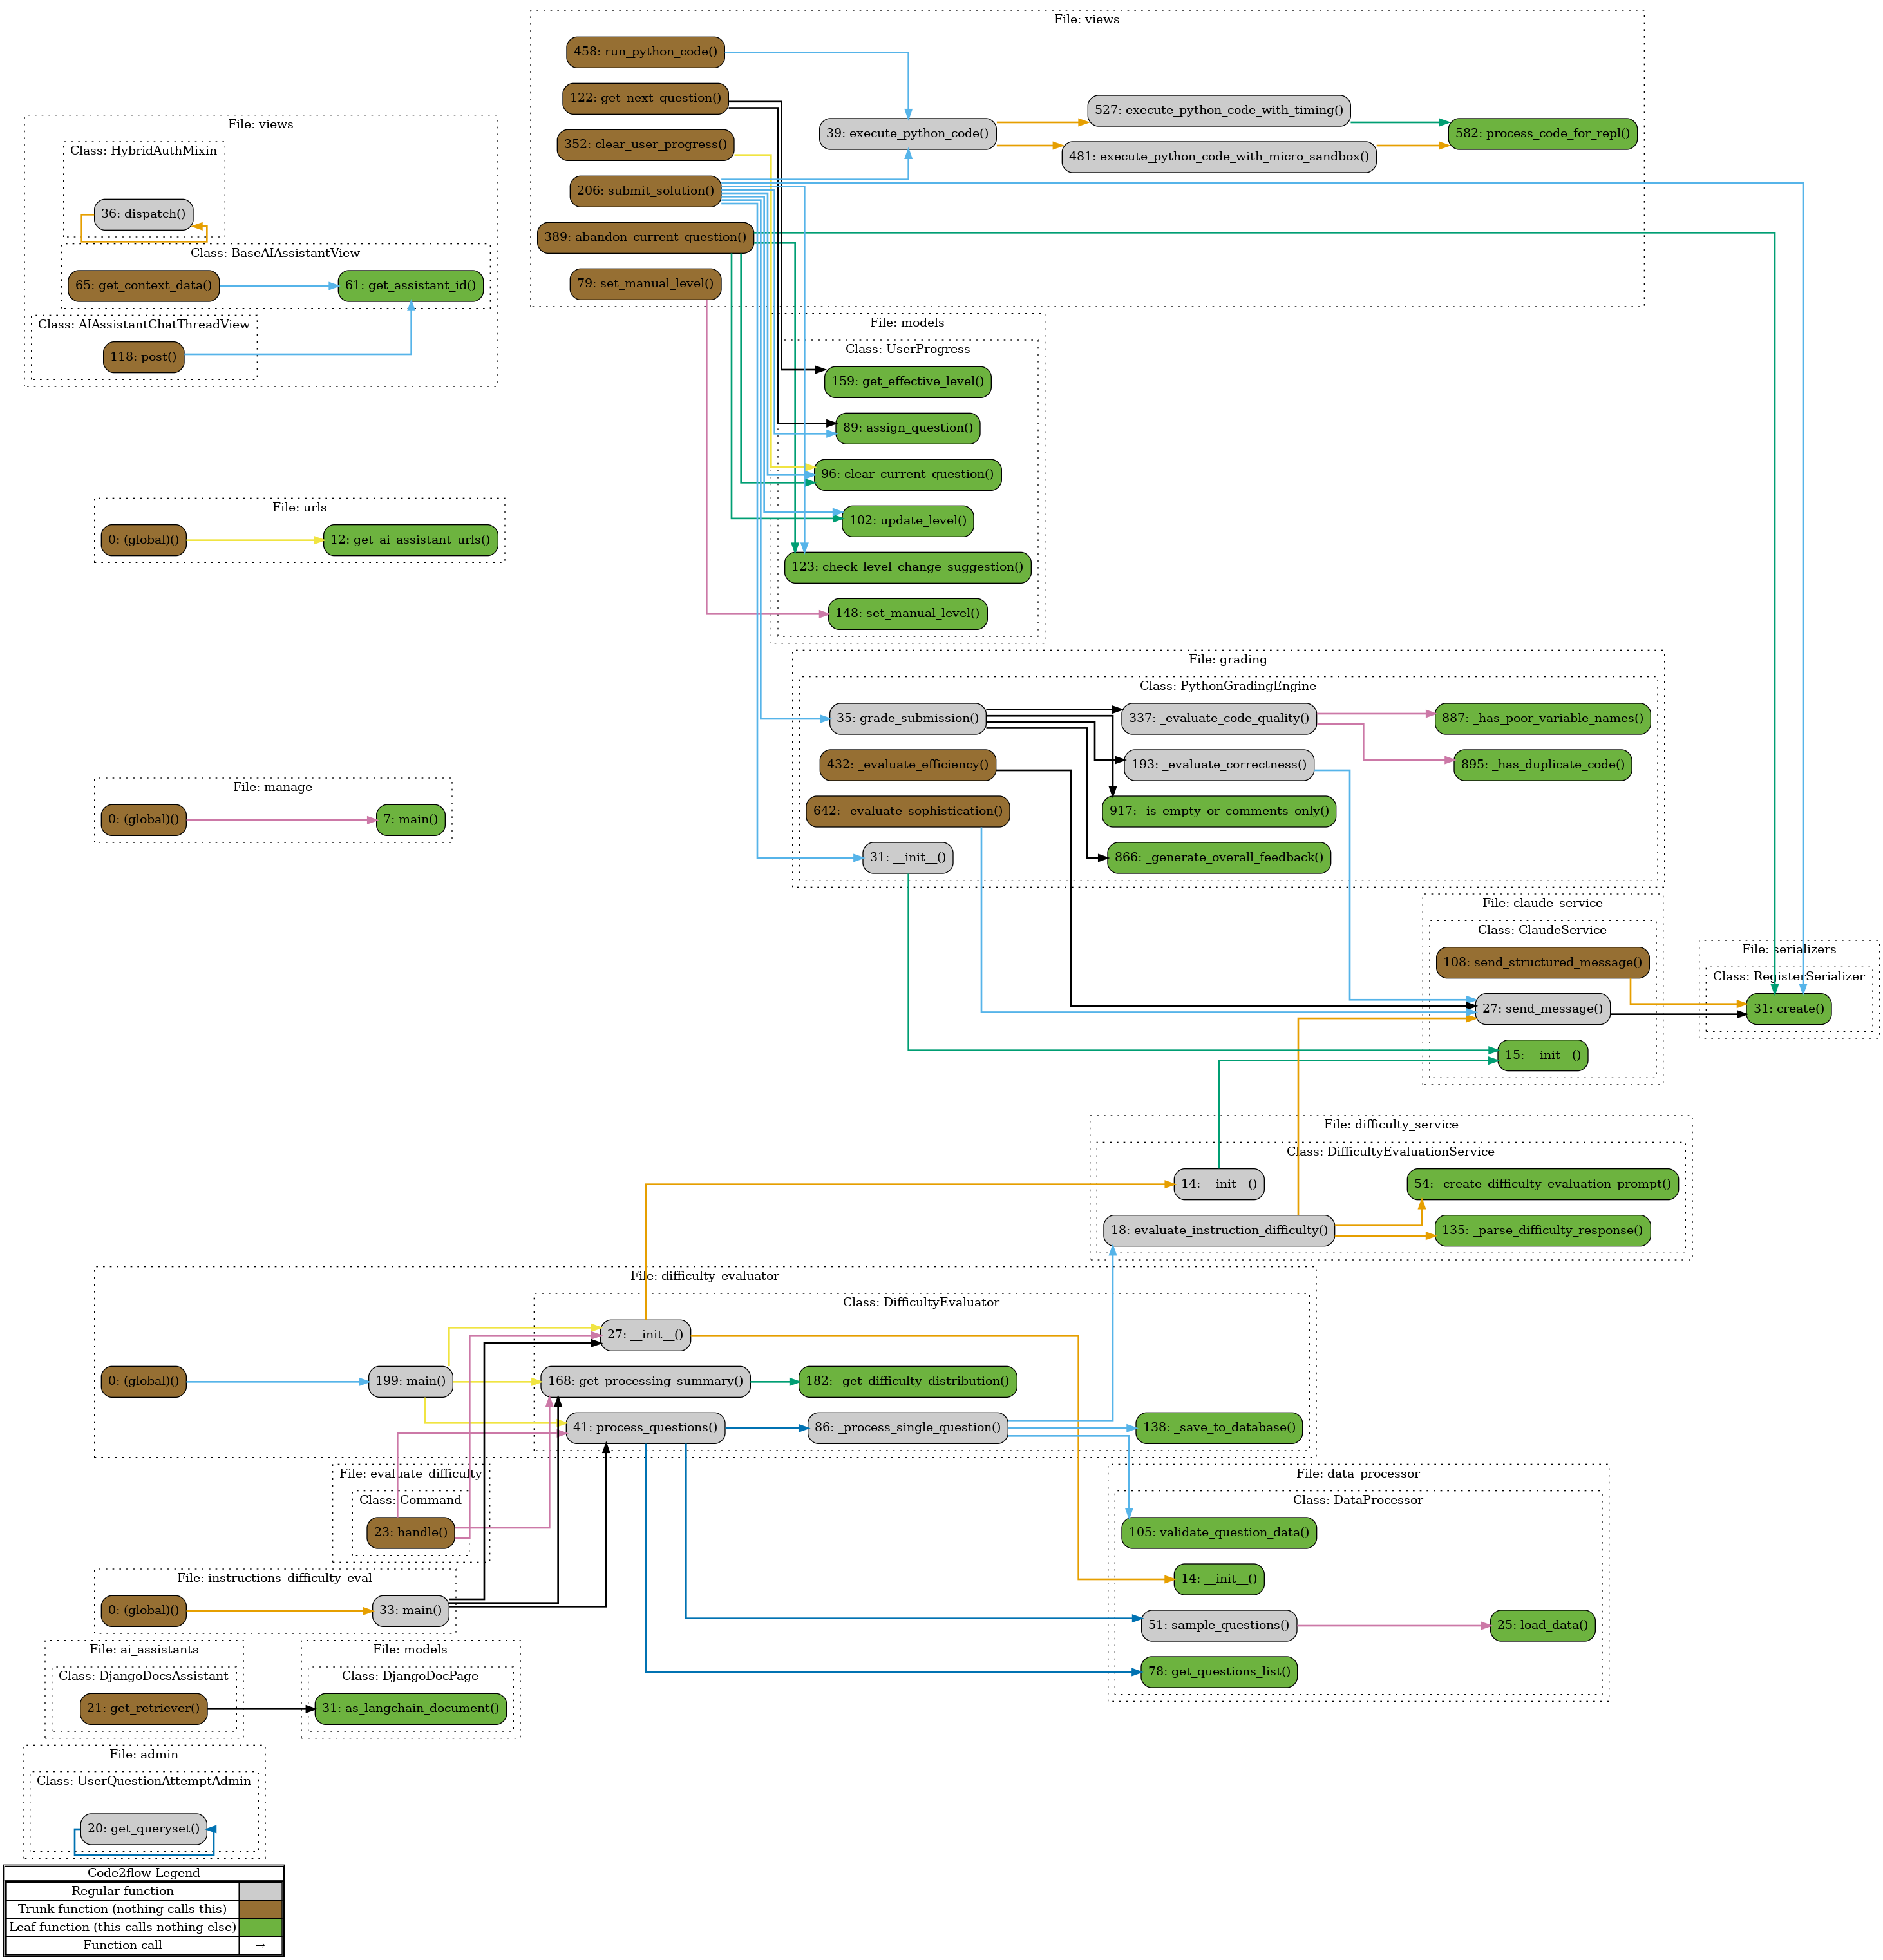 File: views
458: run_python_code()
122: get_next_question()
352: clear_user_progress()
206: submit_solution()
389: abandon_current_question()
79: set_manual_level()
39: execute_python_code()
527: execute_python_code_with_timing()
481: execute_python_code_with_micro_sandbox()
582: process_code_for_repl()
File: views
Class: HybridAuthMixin
36: dispatch()
Class: BaseAIAssistantView
65: get_context_data()
61: get_assistant_id()
Class: AIAssistantChatThreadView
118: post()
File: models
Class: UserProgress
159: get_effective_level()
89: assign_question()
96: clear_current_question()
102: update_level()
123: check_level_change_suggestion()
148: set_manual_level()
File: urls
0: (global)()
12: get_ai_assistant_urls()
File: grading
Class: PythonGradingEngine
35: grade_submission()
432: _evaluate_efficiency()
642: _evaluate_sophistication()
31: __init__()
337: _evaluate_code_quality()
193: _evaluate_correctness()
917: _is_empty_or_comments_only()
866: _generate_overall_feedback()
887: _has_poor_variable_names()
895: _has_duplicate_code()
File: manage
0: (global)()
7: main()
File: claude_service
Class: ClaudeService
108: send_structured_message()
27: send_message()
15: __init__()
File: serializers
Class: RegisterSerializer
31: create()
File: difficulty_service
Class: DifficultyEvaluationService
14: __init__()
18: evaluate_instruction_difficulty()
54: _create_difficulty_evaluation_prompt()
135: _parse_difficulty_response()
File: difficulty_evaluator
0: (global)()
199: main()
Class: DifficultyEvaluator
27: __init__()
168: get_processing_summary()
182: _get_difficulty_distribution()
41: process_questions()
86: _process_single_question()
138: _save_to_database()
File: evaluate_difficulty
Class: Command
23: handle()
File: data_processor
Class: DataProcessor
105: validate_question_data()
14: __init__()
51: sample_questions()
25: load_data()
78: get_questions_list()
File: instructions_difficulty_eval
0: (global)()
33: main()
File: ai_assistants
Class: DjangoDocsAssistant
21: get_retriever()
File: models
Class: DjangoDocPage
31: as_langchain_document()
File: admin
Class: UserQuestionAttemptAdmin
20: get_queryset()
Code2flow Legend
Regular function
Trunk function (nothing calls this)
Leaf function (this calls nothing else)
Function call →